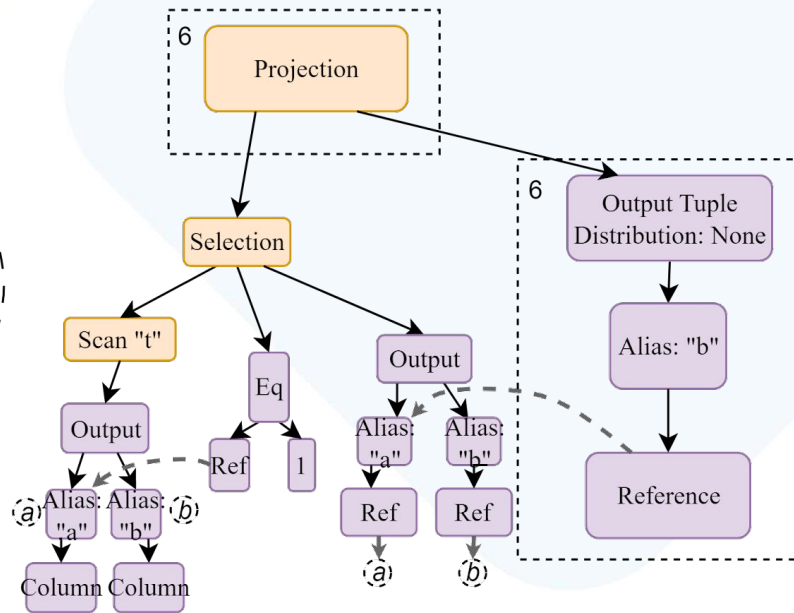 6
Projection
6
Output Tuple
Distribution: None
Selection
Scan "t"
Output
Alias: "b"
Eq
Output
Alias:
"a"
Alias:
"b"
Ref
1
Reference
a
Alias:
"a"
Alias:
"b"
b
Ref
Ref
Column
Column
a
b